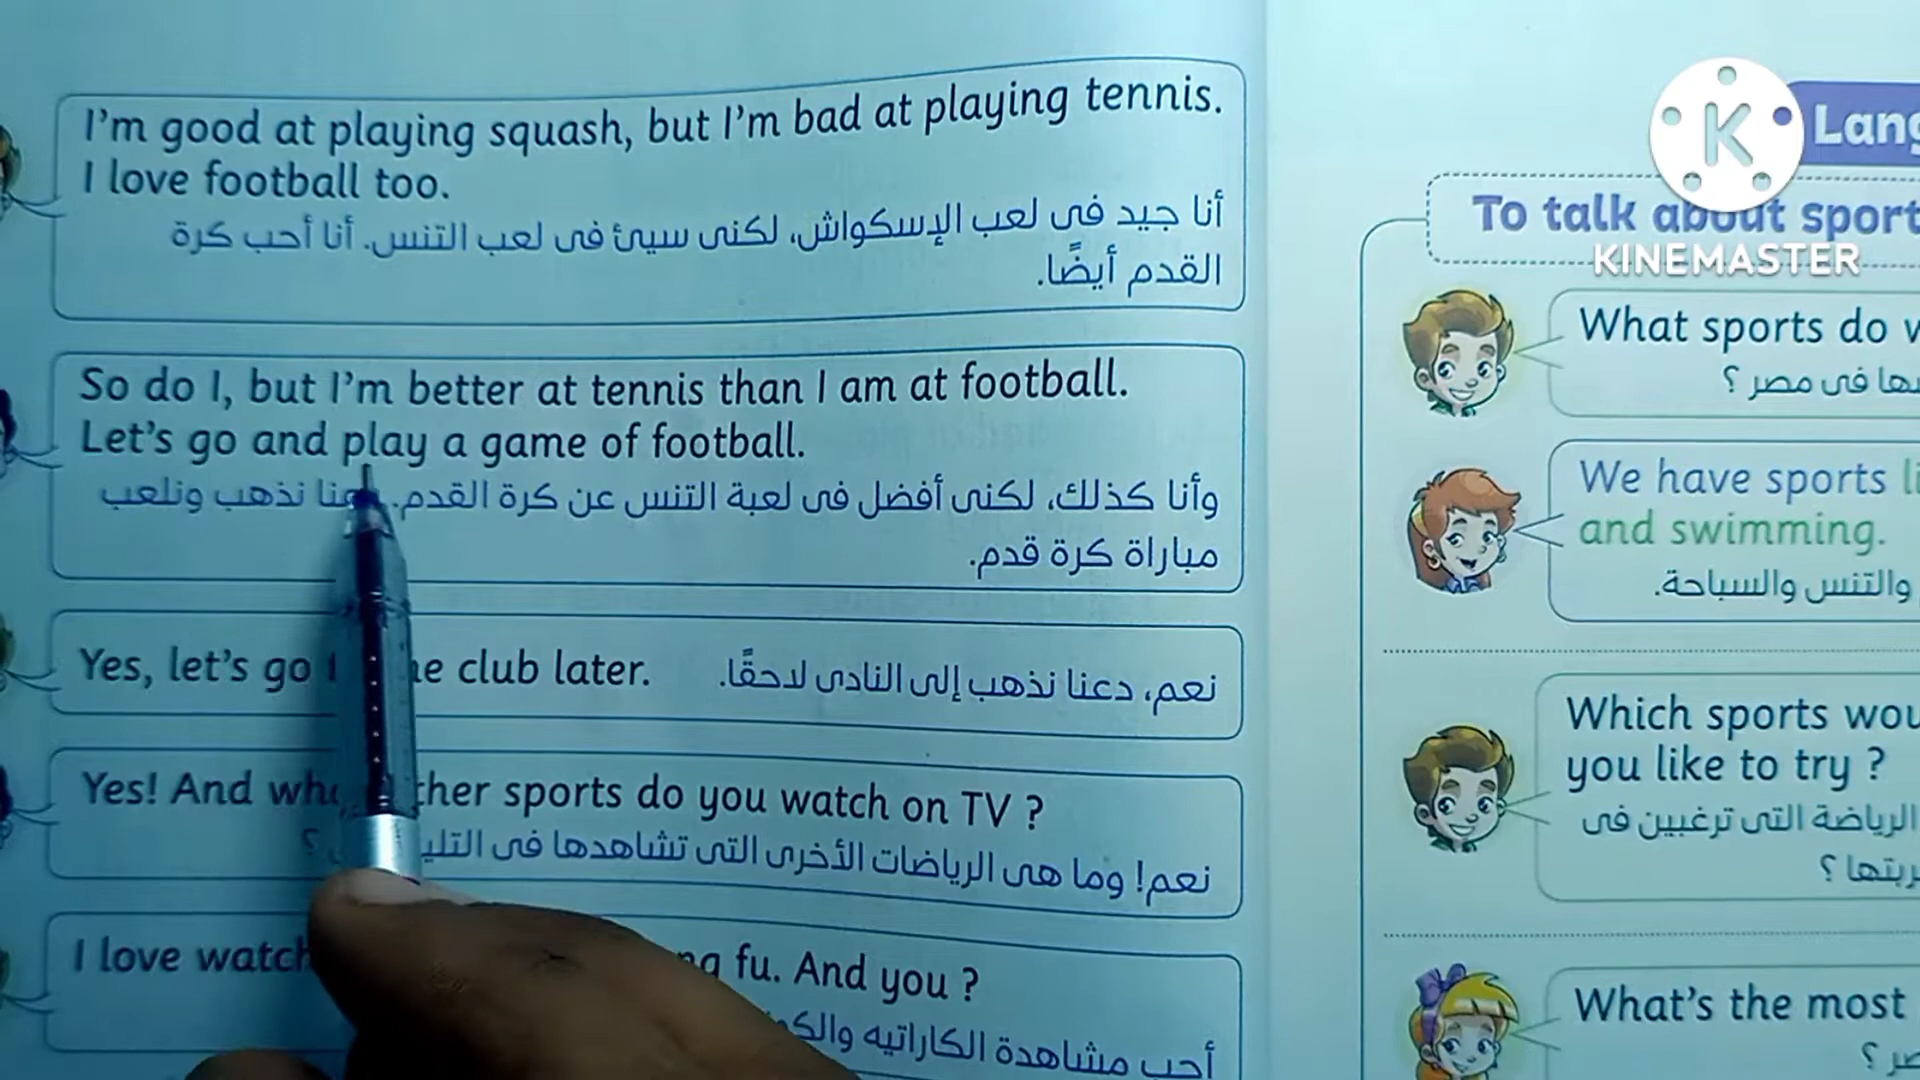 I'm good at playing squash, but I'm bad at playing tennis.
I love football too.
أنا جيد فى لعب الإسكواش، لكنى سيئ فى لعب التنس. أنا أحب كرة
القدم أيضًا.
So do I, but I'm better at tennis than I am at football.
Let's go and play a game of football.
وأنا كذلك، لكنى أفضل فى لعبة التنس عن كرة القدم. نذهب ونلعب
مباراة كرة قدم.
Yes, let's go club later.
نعم، دعنا نذهب إلى النادى لاحقًا.
Yes! And sports do you watch on TV ?
نعم! وما هى الرياضات الأخرى التى تشاهدها فى ؟
I love fu. And you ?
أحب مشاهدة الكاراتيه
K
KINEMASTER
To talk about
What sports do
فى مصر ؟
We have sports
and swimming.
والتنس والسباحة.
Which sports
you like to try ?
الرياضة التى ترغبين فى
؟
What's the most
؟